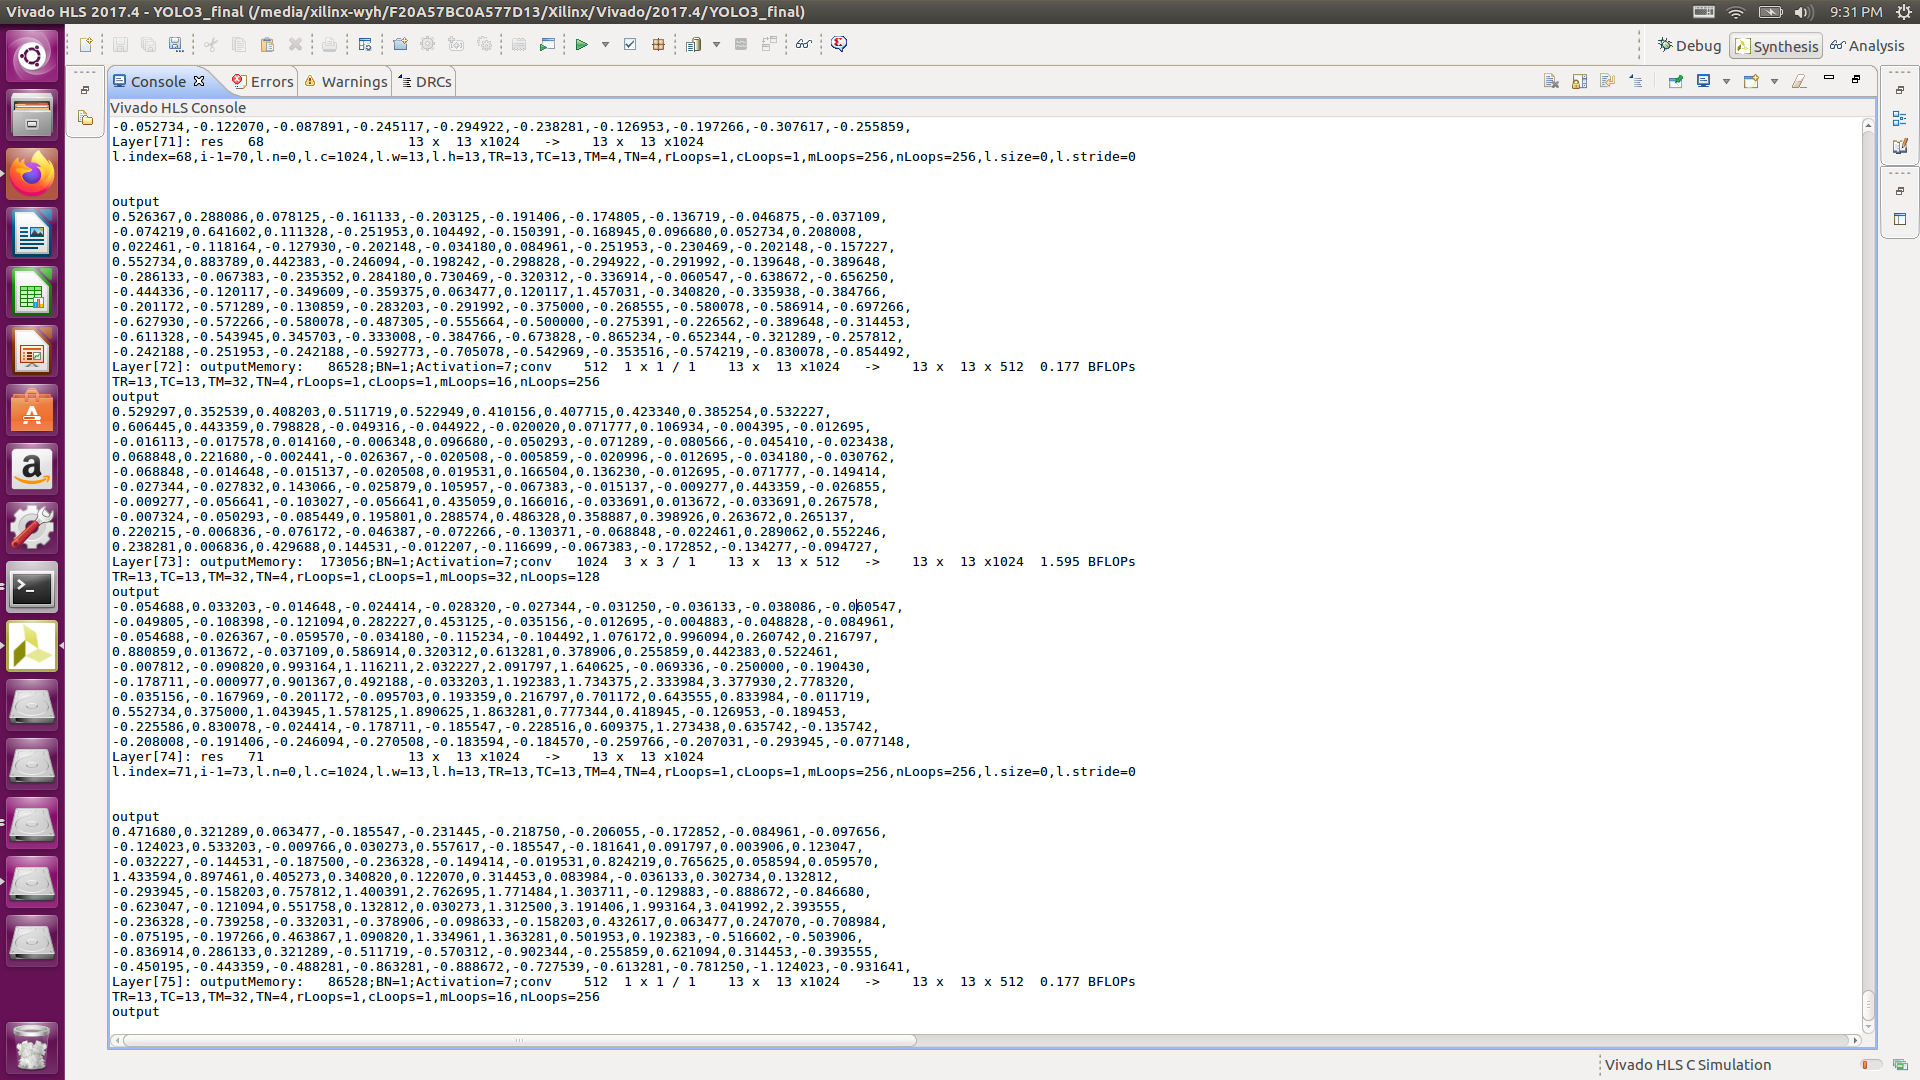 Vivado HLS 2017.4 - YOLO3_final (/media/xilinx-wyh/F20A57BC0A577D13/Xilinx/Vivado/2017.4/YOLO3_final)
9:31 PM
Debug Synthesis Analysis
Console Errors Warnings DRCs
Vivado HLS Console
-0.052734,-0.122070,-0.087891,-0.245117,-0.294922,-0.238281,-0.126953,-0.197266,-0.307617,-0.255859,
Layer[71]: res 68 13 x 13 x1024 -> 13 x 13 x1024
l.index=68,i-1=70,l.n=0,l.c=1024,l.w=13,l.h=13,TR=13,TC=13,TM=4,TN=4,rLoops=1,cLoops=1,mLoops=256,nLoops=256,l.size=0,l.stride=0
output
0.526367,0.288086,0.078125,-0.161133,-0.203125,-0.191406,-0.174805,-0.136719,-0.046875,-0.037109,
-0.074219,0.641602,0.111328,-0.251953,0.104492,-0.150391,-0.168945,0.096680,0.052734,0.208008,
0.022461,-0.118164,-0.127930,-0.202148,-0.034180,0.084961,-0.251953,-0.230469,-0.202148,-0.157227,
0.552734,0.883789,0.442383,-0.246094,-0.198242,-0.298828,-0.294922,-0.291992,-0.139648,-0.389648,
-0.286133,-0.067383,-0.235352,0.284180,0.730469,-0.320312,-0.336914,-0.060547,-0.638672,-0.656250,
-0.444336,-0.120117,-0.349609,-0.359375,0.063477,0.120117,1.457031,-0.340820,-0.335938,-0.384766,
-0.201172,-0.571289,-0.130859,-0.283203,-0.291992,-0.375000,-0.268555,-0.580078,-0.586914,-0.697266,
-0.627930,-0.572266,-0.580078,-0.487305,-0.555664,-0.500000,-0.275391,-0.226562,-0.389648,-0.314453,
-0.611328,-0.543945,0.345703,-0.333008,-0.384766,-0.673828,-0.865234,-0.652344,-0.321289,-0.257812,
-0.242188,-0.251953,-0.242188,-0.592773,-0.705078,-0.542969,-0.353516,-0.574219,-0.830078,-0.854492,
Layer[72]: outputMemory: 86528;BN=1;Activation=7;conv 512 1 x 1 / 1 13 x 13 x1024 -> 13 x 13 x 512 0.177 BFLOPs
TR=13,TC=13,TM=32,TN=4,rLoops=1,cLoops=1,mLoops=16,nLoops=256
output
0.529297,0.352539,0.408203,0.511719,0.522949,0.410156,0.407715,0.423340,0.385254,0.532227,
0.606445,0.443359,0.798828,-0.049316,-0.044922,-0.020020,0.071777,0.106934,-0.004395,-0.012695,
-0.016113,-0.017578,0.014160,-0.006348,0.096680,-0.050293,-0.071289,-0.080566,-0.045410,-0.023438,
0.068848,0.221680,-0.002441,-0.026367,-0.020508,-0.005859,-0.020996,-0.012695,-0.034180,-0.030762,
-0.068848,-0.014648,-0.015137,-0.020508,0.019531,0.166504,0.136230,-0.012695,-0.071777,-0.149414,
-0.027344,-0.027832,0.143066,-0.025879,0.105957,-0.067383,-0.015137,-0.009277,0.443359,-0.026855,
-0.009277,-0.056641,-0.103027,-0.056641,0.435059,0.166016,-0.033691,0.013672,-0.033691,0.267578,
-0.007324,-0.050293,-0.085449,0.195801,0.288574,0.486328,0.358887,0.398926,0.263672,0.265137,
0.220215,-0.006836,-0.076172,-0.046387,-0.072266,-0.130371,-0.068848,-0.022461,0.289062,0.552246,
0.238281,0.006836,0.429688,0.144531,-0.012207,-0.116699,-0.067383,-0.172852,-0.134277,-0.094727,
Layer[73]: outputMemory: 173056;BN=1;Activation=7;conv 1024 3 x 3 / 1 13 x 13 x 512 -> 13 x 13 x1024 1.595 BFLOPs
TR=13,TC=13,TM=32,TN=4,rLoops=1,cLoops=1,mLoops=32,nLoops=128
output
-0.054688,0.033203,-0.014648,-0.024414,-0.028320,-0.027344,-0.031250,-0.036133,-0.038086,-0.060547,
-0.049805,-0.108398,-0.121094,0.282227,0.453125,-0.035156,-0.012695,-0.004883,-0.048828,-0.084961,
-0.054688,-0.026367,-0.059570,-0.034180,-0.115234,-0.104492,1.076172,0.996094,0.260742,0.216797,
0.880859,0.013672,-0.037109,0.586914,0.320312,0.613281,0.378906,0.255859,0.442383,0.522461,
-0.007812,-0.090820,0.993164,1.116211,2.032227,2.091797,1.640625,-0.069336,-0.250000,-0.190430,
-0.178711,-0.000977,0.901367,0.492188,-0.033203,1.192383,1.734375,2.333984,3.377930,2.778320,
-0.035156,-0.167969,-0.201172,-0.095703,0.193359,0.216797,0.701172,0.643555,0.833984,-0.011719,
0.552734,0.375000,1.043945,1.578125,1.890625,1.863281,0.777344,0.418945,-0.126953,-0.189453,
-0.225586,0.830078,-0.024414,-0.178711,-0.185547,-0.228516,0.609375,1.273438,0.635742,-0.135742,
-0.208008,-0.191406,-0.246094,-0.270508,-0.183594,-0.184570,-0.259766,-0.207031,-0.293945,-0.077148,
Layer[74]: res 71 13 x 13 x1024 -> 13 x 13 x1024
l.index=71,i-1=73,l.n=0,l.c=1024,l.w=13,l.h=13,TR=13,TC=13,TM=4,TN=4,rLoops=1,cLoops=1,mLoops=256,nLoops=256,l.size=0,l.stride=0
output
0.471680,0.321289,0.063477,-0.185547,-0.231445,-0.218750,-0.206055,-0.172852,-0.084961,-0.097656,
-0.124023,0.533203,-0.009766,0.030273,0.557617,-0.185547,-0.181641,0.091797,0.003906,0.123047,
-0.032227,-0.144531,-0.187500,-0.236328,-0.149414,-0.019531,0.824219,0.765625,0.058594,0.059570,
1.433594,0.897461,0.405273,0.340820,0.122070,0.314453,0.083984,-0.036133,0.302734,0.132812,
-0.293945,-0.158203,0.757812,1.400391,2.762695,1.771484,1.303711,-0.129883,-0.888672,-0.846680,
-0.623047,-0.121094,0.551758,0.132812,0.030273,1.312500,3.191406,1.993164,3.041992,2.393555,
-0.236328,-0.739258,-0.332031,-0.378906,-0.098633,-0.158203,0.432617,0.063477,0.247070,-0.708984,
-0.075195,-0.197266,0.463867,1.090820,1.334961,1.363281,0.501953,0.192383,-0.516602,-0.503906,
-0.836914,0.286133,0.321289,-0.511719,-0.570312,-0.902344,-0.255859,0.621094,0.314453,-0.393555,
-0.450195,-0.443359,-0.488281,-0.863281,-0.888672,-0.727539,-0.613281,-0.781250,-1.124023,-0.931641,
Layer[75]: outputMemory: 86528;BN=1;Activation=7;conv 512 1 x 1 / 1 13 x 13 x1024 -> 13 x 13 x 512 0.177 BFLOPs
TR=13,TC=13,TM=32,TN=4,rLoops=1,cLoops=1,mLoops=16,nLoops=256
output
Vivado HLS C Simulation